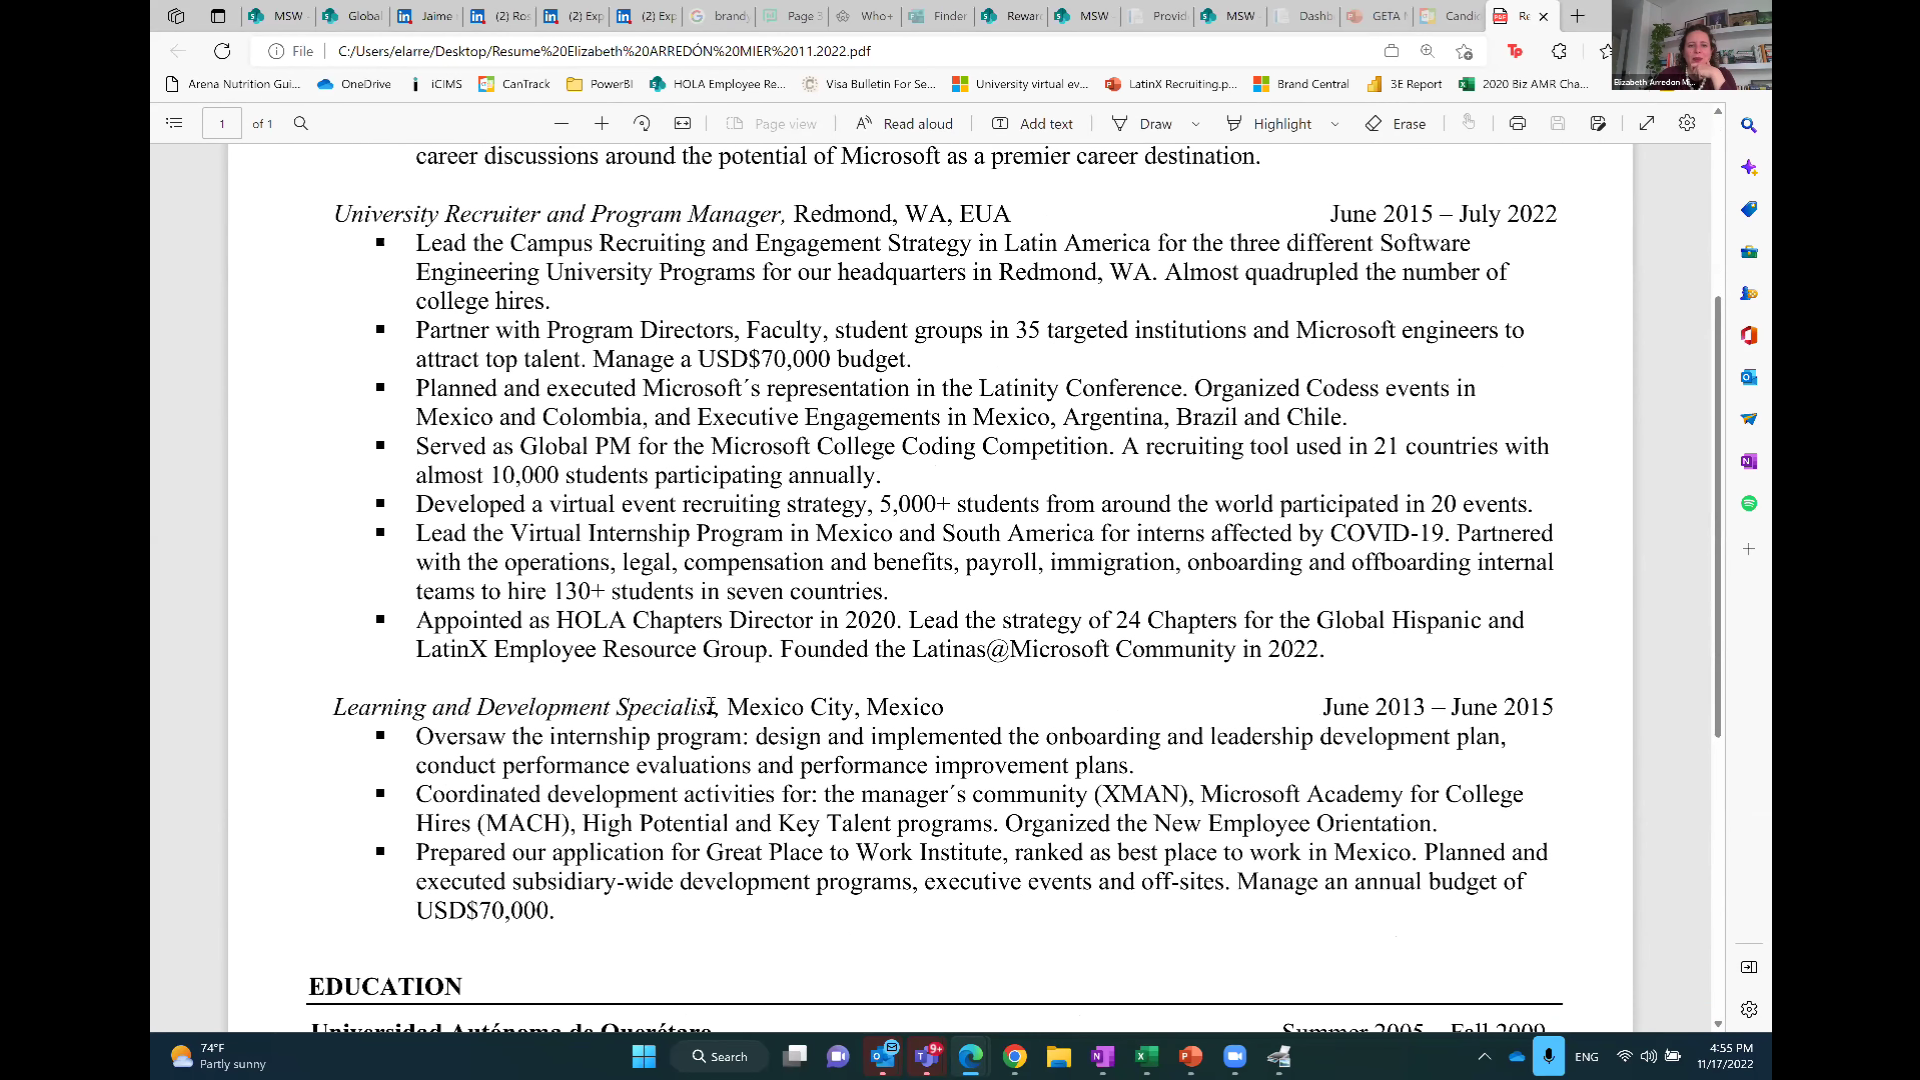 MSW
Global
Jaime
(2) Ros
(2) Exp
(2) Exp
brandy
Page 3
Who+
Finder
Rewar
MSW
Provid
MSW
Dashb
GETA
Candid
Re
File C:/Users/elarre/Desktop/Resume%20Elizabeth%20ARREDÓN%20MIER%2011.2022.pdf
Elizabeth Arredon Mi...
Arena Nutrition Gui... OneDrive iCIMS CanTrack PowerBI HOLA Employee Re... Visa Bulletin For Se... University virtual ev... LatinX Recruiting.p... Brand Central 3E Report 2020 Biz AMR Cha...
1 of 1 Page view Read aloud Add text Draw Highlight Erase
career discussions around the potential of Microsoft as a premier career destination.
University Recruiter and Program Manager, Redmond, WA, EUA June 2015 – July 2022
▪ Lead the Campus Recruiting and Engagement Strategy in Latin America for the three different Software
Engineering University Programs for our headquarters in Redmond, WA. Almost quadrupled the number of
college hires.
▪ Partner with Program Directors, Faculty, student groups in 35 targeted institutions and Microsoft engineers to
attract top talent. Manage a USD$70,000 budget.
▪ Planned and executed Microsoft´s representation in the Latinity Conference. Organized Codess events in
Mexico and Colombia, and Executive Engagements in Mexico, Argentina, Brazil and Chile.
▪ Served as Global PM for the Microsoft College Coding Competition. A recruiting tool used in 21 countries with
almost 10,000 students participating annually.
▪ Developed a virtual event recruiting strategy, 5,000+ students from around the world participated in 20 events.
▪ Lead the Virtual Internship Program in Mexico and South America for interns affected by COVID-19. Partnered
with the operations, legal, compensation and benefits, payroll, immigration, onboarding and offboarding internal
teams to hire 130+ students in seven countries.
▪ Appointed as HOLA Chapters Director in 2020. Lead the strategy of 24 Chapters for the Global Hispanic and
LatinX Employee Resource Group. Founded the Latinas@Microsoft Community in 2022.
Learning and Development Specialist, Mexico City, Mexico June 2013 – June 2015
▪ Oversaw the internship program: design and implemented the onboarding and leadership development plan,
conduct performance evaluations and performance improvement plans.
▪ Coordinated development activities for: the manager´s community (XMAN), Microsoft Academy for College
Hires (MACH), High Potential and Key Talent programs. Organized the New Employee Orientation.
▪ Prepared our application for Great Place to Work Institute, ranked as best place to work in Mexico. Planned and
executed subsidiary-wide development programs, executive events and off-sites. Manage an annual budget of
USD$70,000.
EDUCATION
Universidad Autónoma de Querétaro Summer 2005 – Fall 2009
74°F
Partly sunny
Search
9+
ENG
4:55 PM
11/17/2022